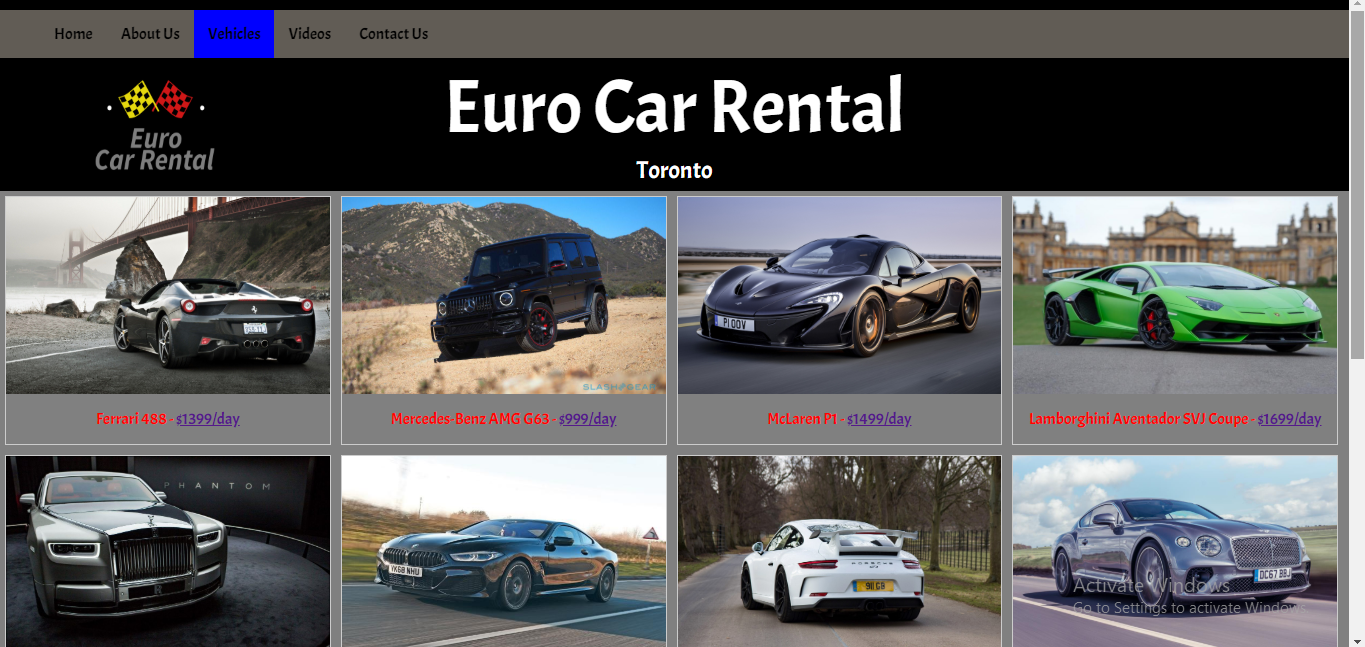 Home About Us Vehicles Videos Contact Us
Euro
Car Rental
Euro Car Rental
Toronto
P1 OOV
SLASHGEAR
Ferrari 488 - $1399/day
Mercedes-Benz AMG G63 - $999/day
McLaren P1 - $1499/day
Lamborghini Aventador SVJ Coupe - $1699/day
PHANTOM
YK68 NHU
PORSCHE
911 GB
DC67 BBJ
Activate Windows
Go to Settings to activate Windows.